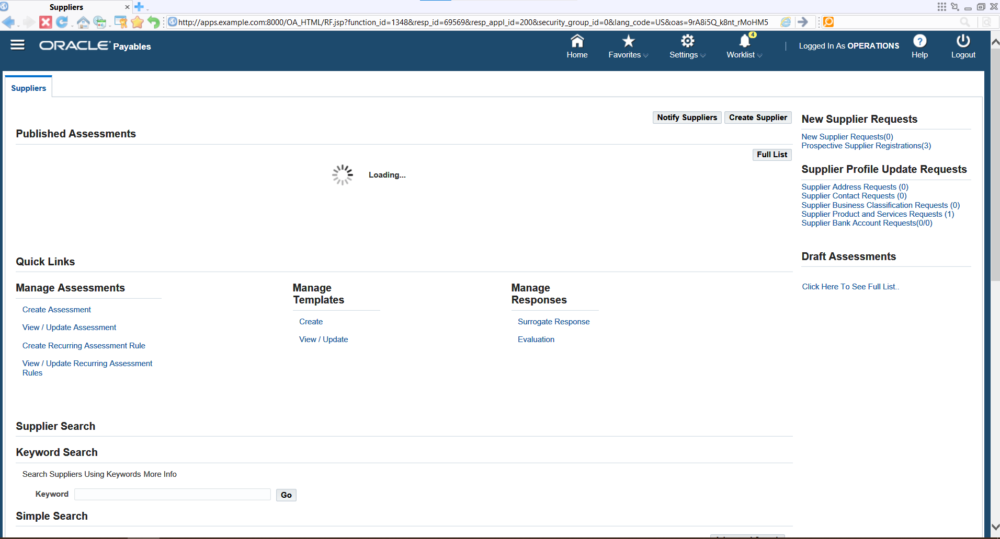 Suppliers
http://apps.example.com:8000/OA_HTML/RF.jsp?function_id=1348&resp_id=69569&resp_appl_id=200&security_group_id=0&lang_code=US&oas=9rA8i5Q_k8nt_rMoHM5
ORACLE Payables
Home
Favorites
Settings
4
Worklist
Logged In As OPERATIONS
Help
Logout
Suppliers
Notify Suppliers
Create Supplier
Published Assessments
Full List
Loading...
Quick Links
Manage Assessments
Create Assessment
View / Update Assessment
Create Recurring Assessment Rule
View / Update Recurring Assessment
Rules
Manage
Templates
Create
View / Update
Manage
Responses
Surrogate Response
Evaluation
Supplier Search
Keyword Search
Search Suppliers Using Keywords More Info
Keyword
Go
Simple Search
New Supplier Requests
New Supplier Requests(0)
Prospective Supplier Registrations(3)
Supplier Profile Update Requests
Supplier Address Requests (0)
Supplier Contact Requests (0)
Supplier Business Classification Requests (0)
Supplier Product and Services Requests (1)
Supplier Bank Account Requests(0/0)
Draft Assessments
Click Here To See Full List..